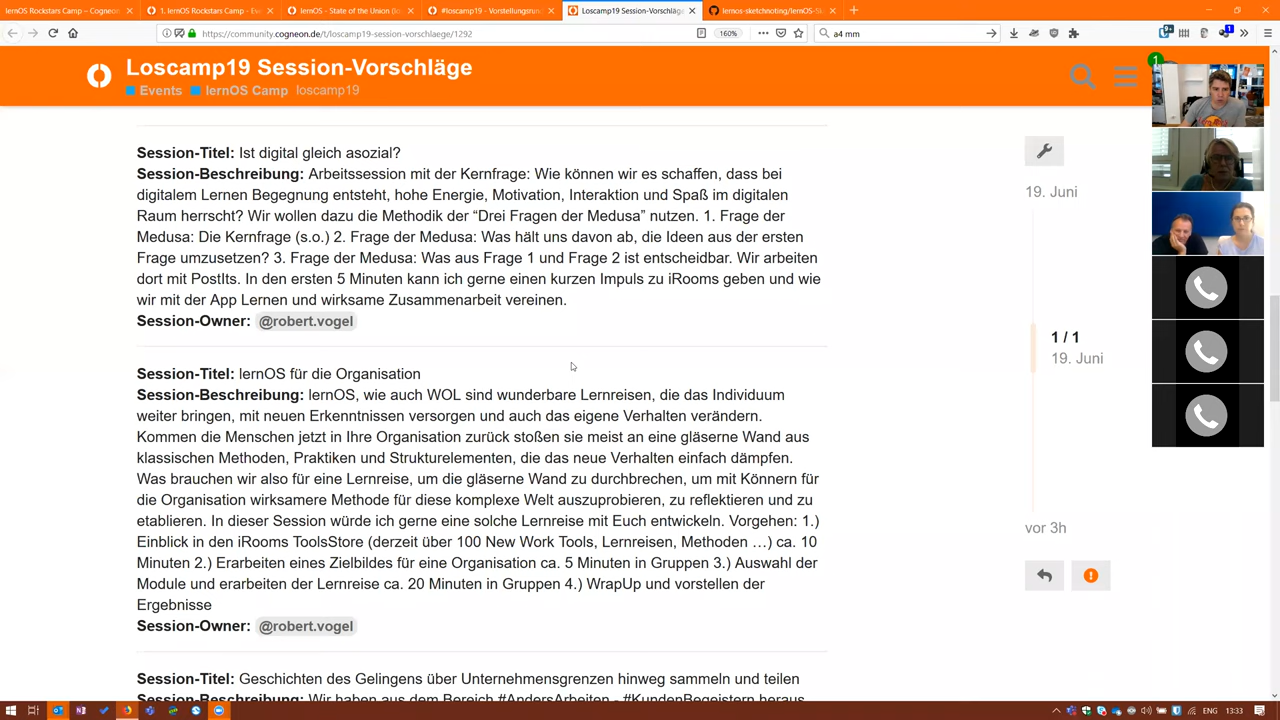 lernOS Rockstars Camp – Cogneon
1. lernOS Rockstars Camp - Eve
lernOS – State of the Union (ko
#loscamp19 – Vorstellungsrun
Loscamp19 Session-Vorschläge
lernos-sketchnoting/lernOS-Sk
https://community.cogneon.de/t/loscamp19-session-vorschlaege/1292
160%
a4 mm
Loscamp19 Session-Vorschläge
Events lernOS Camp loscamp19
1
Session-Titel: Ist digital gleich asozial?
Session-Beschreibung: Arbeitssession mit der Kernfrage: Wie können wir es schaffen, dass bei
digitalem Lernen Begegnung entsteht, hohe Energie, Motivation, Interaktion und Spaß im digitalen
Raum herrscht? Wir wollen dazu die Methodik der “Drei Fragen der Medusa” nutzen. 1. Frage der
Medusa: Die Kernfrage (s.o.) 2. Frage der Medusa: Was hält uns davon ab, die Ideen aus der ersten
Frage umzusetzen? 3. Frage der Medusa: Was aus Frage 1 und Frage 2 ist entscheidbar. Wir arbeiten
dort mit PostIts. In den ersten 5 Minuten kann ich gerne einen kurzen Impuls zu iRooms geben und wie
wir mit der App Lernen und wirksame Zusammenarbeit vereinen.
Session-Owner: @robert.vogel
Session-Titel: lernOS für die Organisation
Session-Beschreibung: lernOS, wie auch WOL sind wunderbare Lernreisen, die das Individuum
weiter bringen, mit neuen Erkenntnissen versorgen und auch das eigene Verhalten verändern.
Kommen die Menschen jetzt in Ihre Organisation zurück stoßen sie meist an eine gläserne Wand aus
klassischen Methoden, Praktiken und Strukturelementen, die das neue Verhalten einfach dämpfen.
Was brauchen wir also für eine Lernreise, um die gläserne Wand zu durchbrechen, um mit Könnern für
die Organisation wirksamere Methode für diese komplexe Welt auszuprobieren, zu reflektieren und zu
etablieren. In dieser Session würde ich gerne eine solche Lernreise mit Euch entwickeln. Vorgehen: 1.)
Einblick in den iRooms ToolsStore (derzeit über 100 New Work Tools, Lernreisen, Methoden …) ca. 10
Minuten 2.) Erarbeiten eines Zielbildes für eine Organisation ca. 5 Minuten in Gruppen 3.) Auswahl der
Module und erarbeiten der Lernreise ca. 20 Minuten in Gruppen 4.) WrapUp und vorstellen der
Ergebnisse
Session-Owner: @robert.vogel
Session-Titel: Geschichten des Gelingens über Unternehmensgrenzen hinweg sammeln und teilen
Session-Beschreibung: Wir haben aus dem Bereich #AndersArbeiten - #KundenBegeistern heraus
19. Juni
1 / 1
19. Juni
vor 3h
ENG 13:33